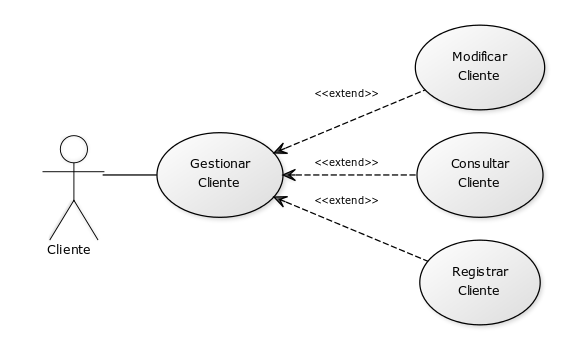 Modificar
Cliente
<<extend>>
Gestionar
Cliente
<<extend>>
Consultar
Cliente
<<extend>>
Cliente
Registrar
Cliente